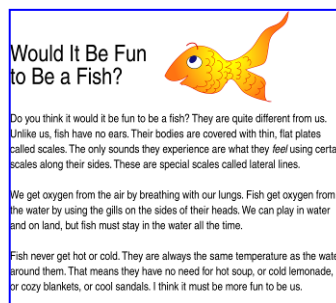 Would It Be Fun
to Be a Fish?
Do you think it would it be fun to be a fish? They are quite different from us.
Unlike us, fish have no ears. Their bodies are covered with thin, flat plates
called scales. The only sounds they experience are what they feel using
scales along their sides. These are special scales called lateral lines.
We get oxygen from the air by breathing with our lungs. Fish get oxygen from
the water by using the gills on the sides of their heads. We can play in water
and on land, but fish must stay in the water all the time.
Fish never get hot or cold. They are always the same temperature as the
around them. That means they have no need for hot soup, or cold lemonade,
or cozy blankets, or cool sandals. I think it must be more fun to be us.